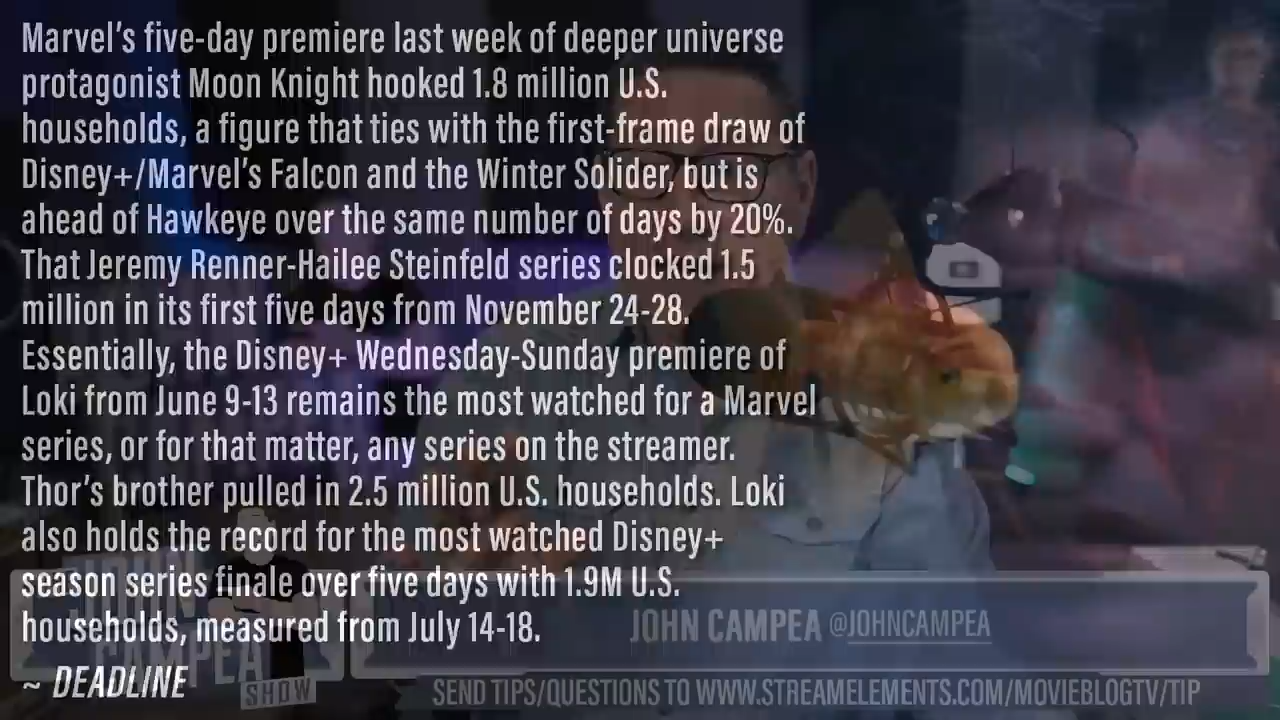 Marvel’s five-day premiere last week of deeper universe
protagonist Moon Knight hooked 1.8 million U.S.
households, a figure that ties with the first-frame draw of
Disney+/Marvel’s Falcon and the Winter Solider, but is
ahead of Hawkeye over the same number of days by 20%.
That Jeremy Renner-Hailee Steinfeld series clocked 1.5
million in its first five days from November 24-28.
Essentially, the Disney+ Wednesday-Sunday premiere of
Loki from June 9-13 remains the most watched for a Marvel
series, or for that matter, any series on the streamer.
Thor’s brother pulled in 2.5 million U.S. households. Loki
also holds the record for the most watched Disney+
season series finale over five days with 1.9M U.S.
households, measured from July 14-18.
~ DEADLINE
JOHN
CAMPEA
SHOW
JOHN CAMPEA @JOHNCAMPEA
SEND TIPS/QUESTIONS TO WWW.STREAMELEMENTS.COM/MOVIEBLOGTV/TIP